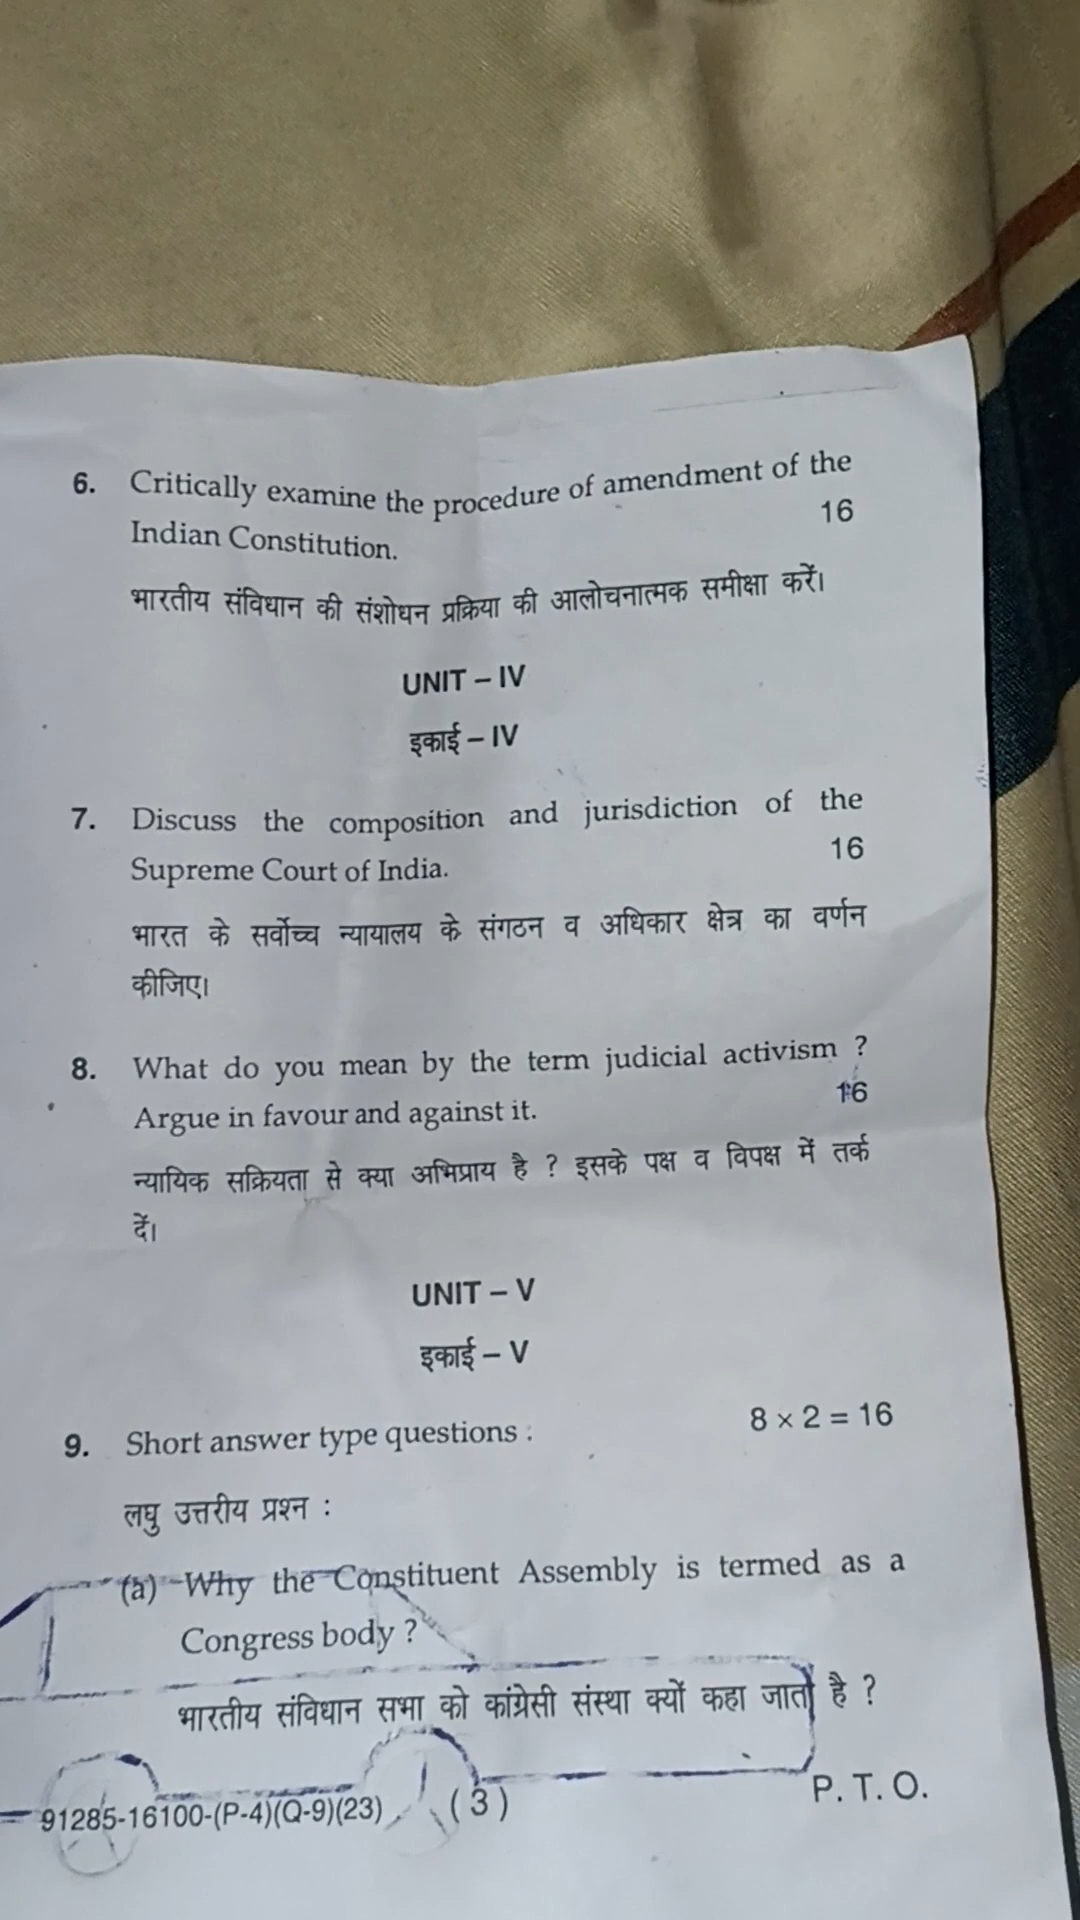 6. Critically examine the procedure of amendment of the
Indian Constitution. 16
भारतीय संविधान की संशोधन प्रक्रिया की आलोचनात्मक समीक्षा करें।
UNIT – IV
इकाई – IV
7. Discuss the composition and jurisdiction of the
Supreme Court of India. 16
भारत के सर्वोच्च न्यायालय के संगठन व अधिकार क्षेत्र का वर्णन
कीजिए।
8. What do you mean by the term judicial activism ?
Argue in favour and against it. 16
न्यायिक सक्रियता से क्या अभिप्राय है ? इसके पक्ष व विपक्ष में तर्क
दें।
UNIT – V
इकाई – V
9. Short answer type questions : 8 × 2 = 16
लघु उत्तरीय प्रश्न :
(a) Why the Constituent Assembly is termed as a
Congress body ?
भारतीय संविधान सभा को कांग्रेसी संस्था क्यों कहा जाता है ?
91285-16100-(P-4)(Q-9)(23) (3) P. T. O.